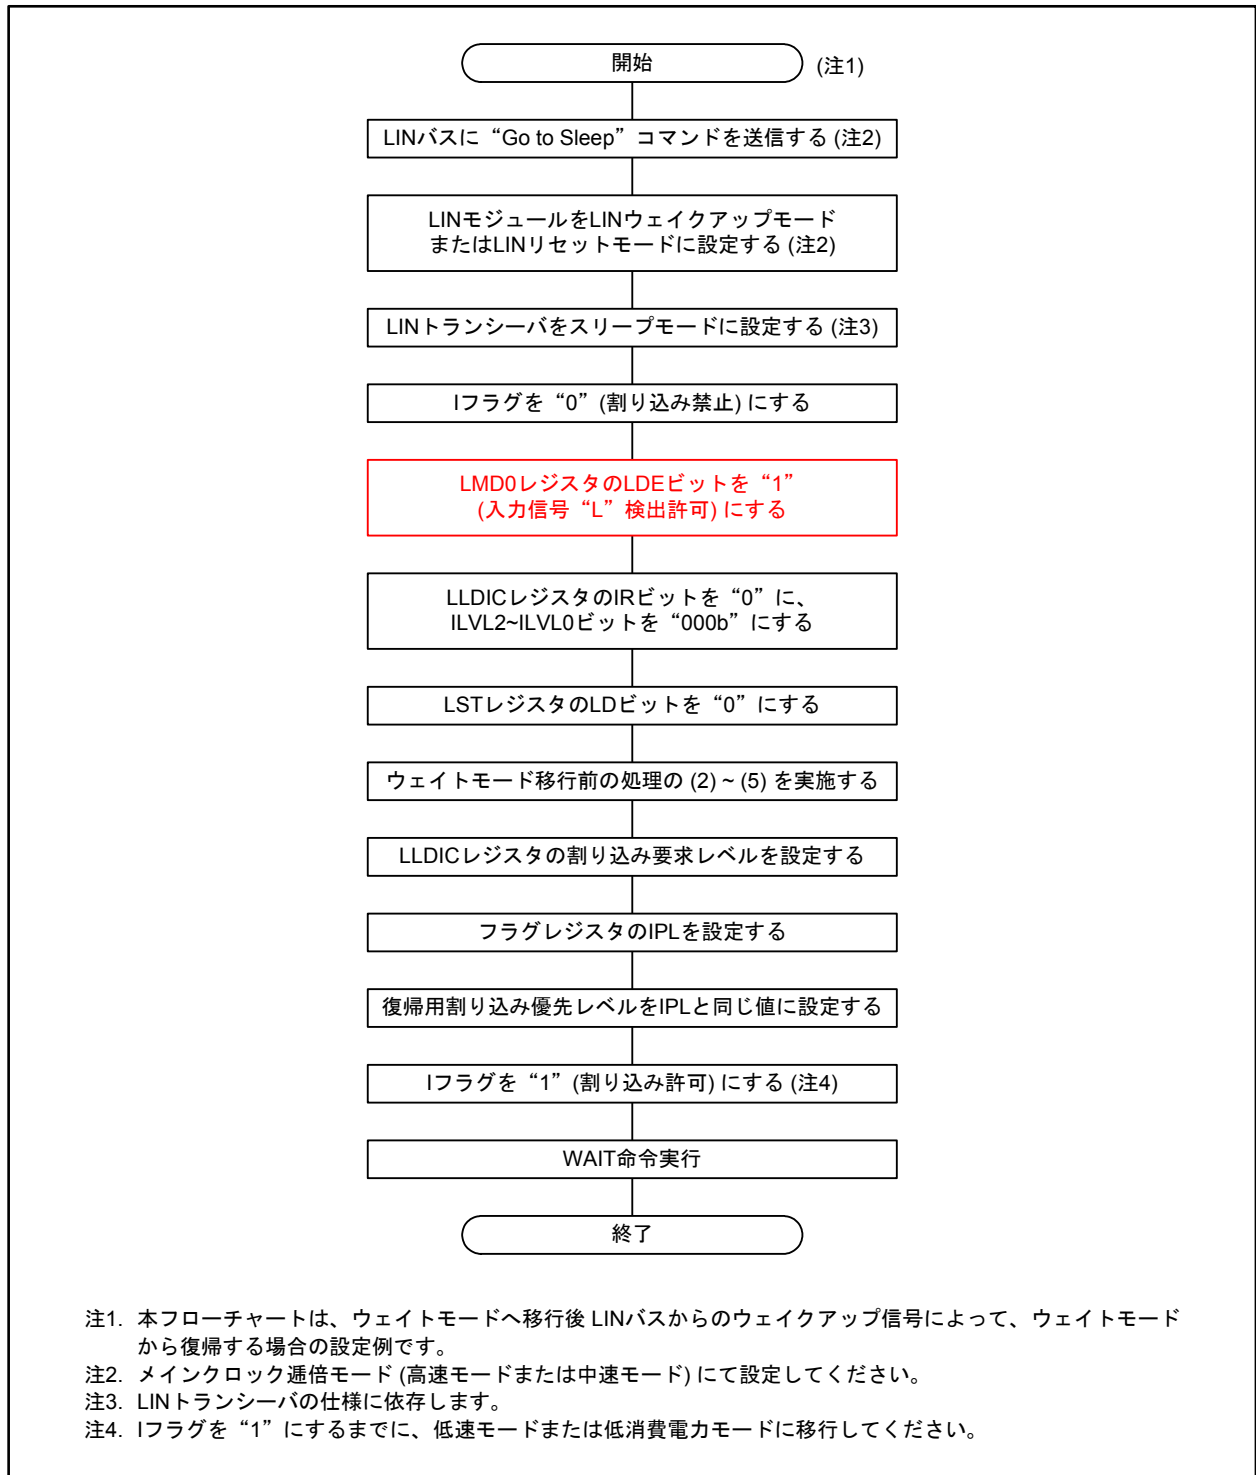 開始
(注1)
LINバスに“Go to Sleep”コマンドを送信する (注2)
LINモジュールをLINウェイクアップモード
またはLINリセットモードに設定する (注2)
LINトランシーバをスリープモードに設定する (注3)
Iフラグを“0”(割り込み禁止) にする
LMD0レジスタのLDEビットを“1”
(入力信号“L”検出許可) にする
LLDICレジスタのIRビットを“0”に、
ILVL2~ILVL0ビットを“000b”にする
LSTレジスタのLDビットを“0”にする
ウェイトモード移行前の処理の (2) ~ (5) を実施する
LLDICレジスタの割り込み要求レベルを設定する
フラグレジスタのIPLを設定する
復帰用割り込み優先レベルをIPLと同じ値に設定する
Iフラグを“1”(割り込み許可) にする (注4)
WAIT命令実行
終了
注1. 本フローチャートは、ウェイトモードへ移行後 LINバスからのウェイクアップ信号によって、ウェイトモード
から復帰する場合の設定例です。
注2. メインクロック逓倍モード (高速モードまたは中速モード) にて設定してください。
注3. LINトランシーバの仕様に依存します。
注4. Iフラグを“1”にするまでに、低速モードまたは低消費電力モードに移行してください。